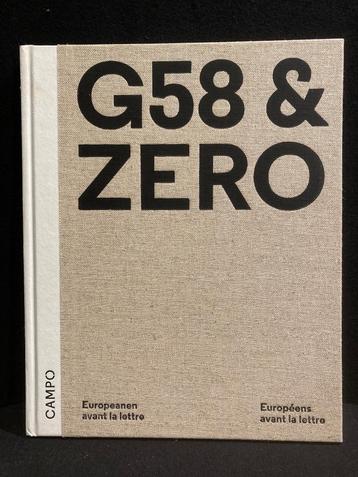 G58 &
ZERO
CAMPO
Europeanen
avant la lettre
Européens
avant la lettre